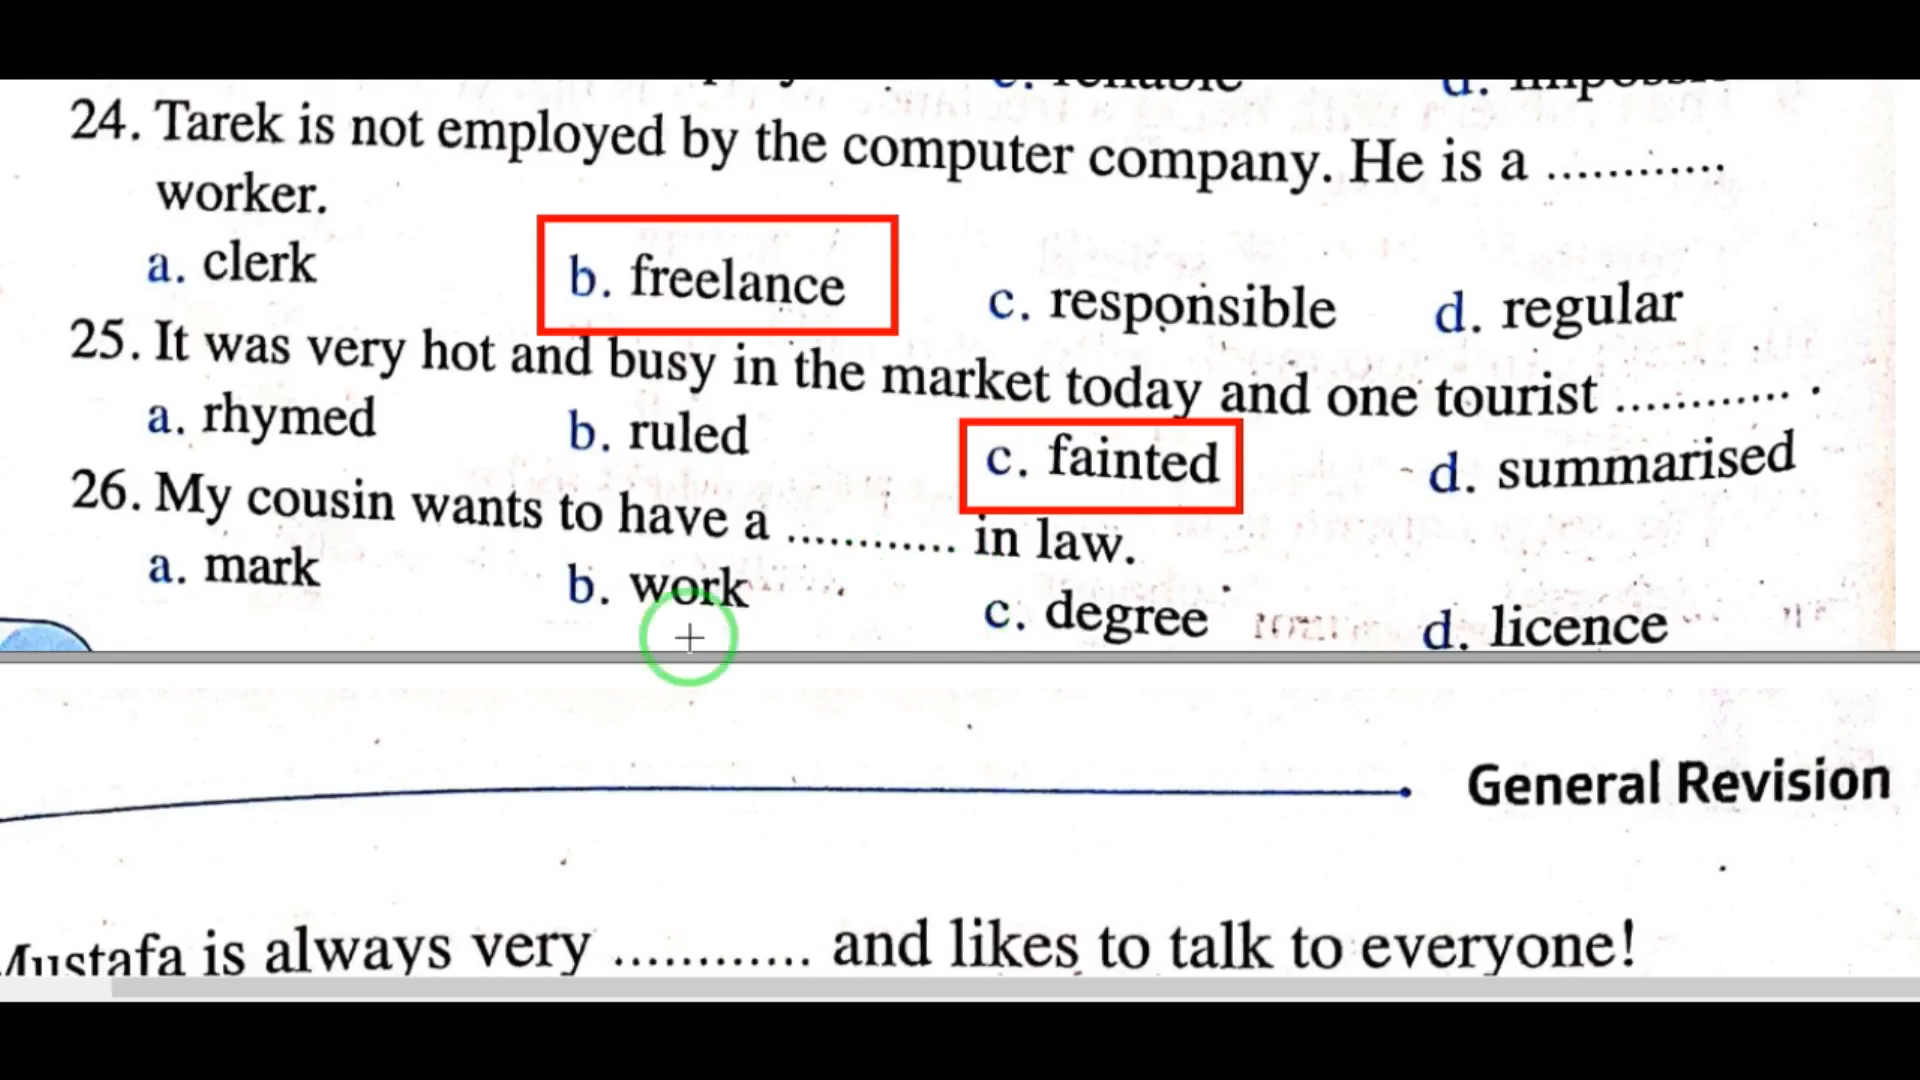 24. Tarek is not employed by the computer company. He is a ............
worker.
a. clerk b. freelance c. responsible d. regular
25. It was very hot and busy in the market today and one tourist ............ .
a. rhymed b. ruled c. fainted d. summarised
26. My cousin wants to have a ............ in law.
a. mark b. work c. degree d. licence
General Revision
Mustafa is always very ............ and likes to talk to everyone!